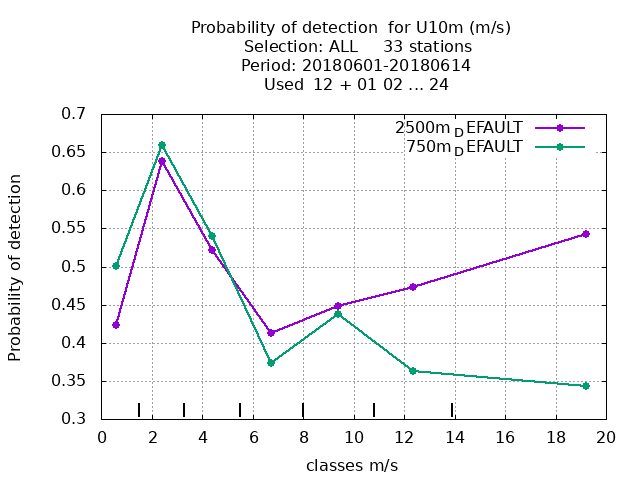 Probability of detection  for U10m (m/s)
Selection: ALL     33 stations
Period: 20180601-20180614
Used  12 + 01 02 ... 24
2500m_DEFAULT
750m_DEFAULT
0.7
0.65
0.6
0.55
0.5
0.45
0.4
0.35
0.3
Probability of detection
0 2 4 6 8 10 12 14 16 18 20
classes m/s